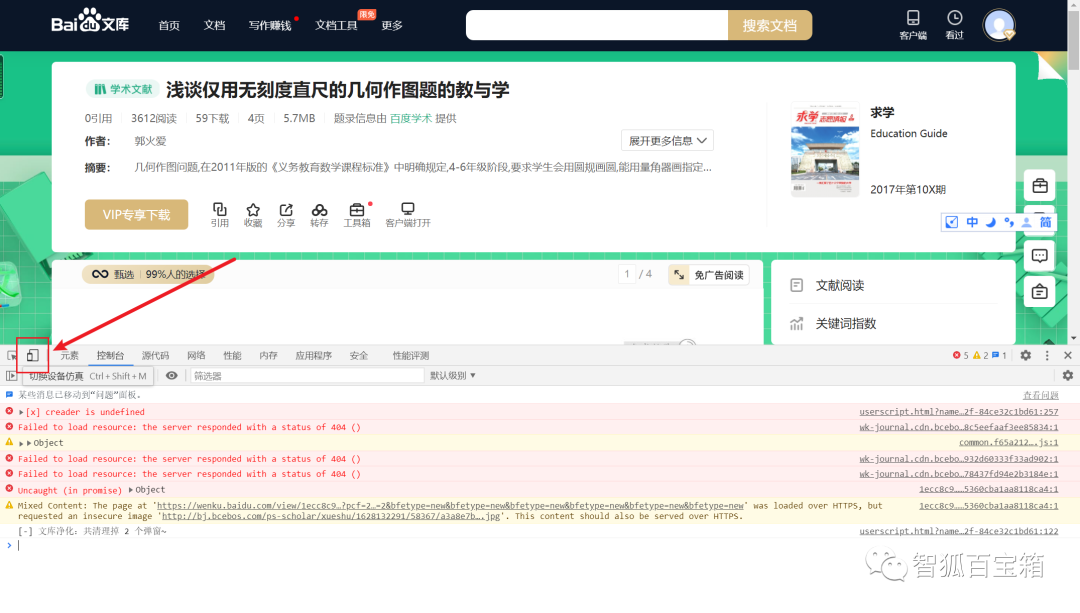 Baidu文库 首页 文档 写作赚钱 文档工具 限免 更多 搜索文档 客户端 看过
学术文献 浅谈仅用无刻度直尺的几何作图题的教与学
0引用 3612阅读 59下载 4页 5.7MB 题录信息由 百度学术 提供
作者： 郭火爱 展开更多信息
摘要： 几何作图问题,在2011年版的《义务教育数学课程标准》中明确规定,4-6年级阶段,要求学生会用圆规画圆,能用量角器画指定...
求学
Education Guide
2017年第10X期
VIP专享下载 引用 收藏 分享 转存 工具箱 客户端打开
中 简
甄选 99%人的选择 1 / 4 免广告阅读
文献阅读
关键词指数
元素 控制台 源代码 网络 性能 内存 应用程序 安全 性能评测 5 2 1
切换设备仿真 Ctrl + Shift + M 筛选器 默认级别 ▼
某些消息已移动到“问题”面板。 查看问题
[x] creader is undefined userscript.html?name…2f-84ce32c1bd61:257
Failed to load resource: the server responded with a status of 404 () wk-journal.cdn.bcebo…8c5eefaaf3ee85834:1
Object common.f65a212….js:1
Failed to load resource: the server responded with a status of 404 () wk-journal.cdn.bcebo…932d60333f33ad902:1
Failed to load resource: the server responded with a status of 404 () wk-journal.cdn.bcebo…78437fd94e2b3184e:1
Uncaught (in promise) Object 1ecc8c9……5360cba1aa8118ca4:1
Mixed Content: The page at 'https://wenku.baidu.com/view/1ecc8c9…?pcf=2…=2&bfetype=new&bfetype=new&bfetype=new&bfetype=new&bfetype=new&bfetype=new' was loaded over HTTPS, but 1ecc8c9……5360cba1aa8118ca4:1
requested an insecure image 'http://bj.bcebos.com/ps-scholar/xueshu/1628132291/58367/a3a8e7b….jpg'. This content should also be served over HTTPS.
[-] 文库净化：共清理掉 2 个弹窗~ userscript.html?name…2f-84ce32c1bd61:122
智狐百宝箱